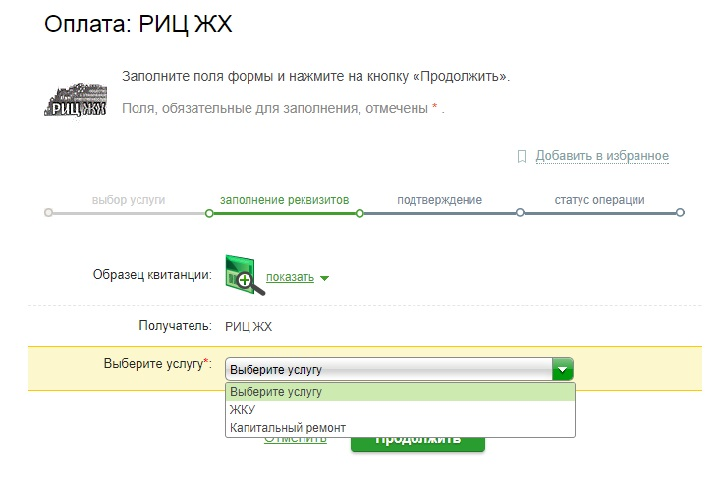 Оплата: РИЦ ЖХ
Заполните поля формы и нажмите на кнопку «Продолжить».
РИЦ ЖХ
Поля, обязательные для заполнения, отмечены * .
Добавить в избранное
выбор услуги заполнение реквизитов подтверждение статус операции
Образец квитанции: показать
Получатель: РИЦ ЖХ
Выберите услугу*: Выберите услугу
Выберите услугу
ЖКУ
Капитальный ремонт
Отменить Продолжить